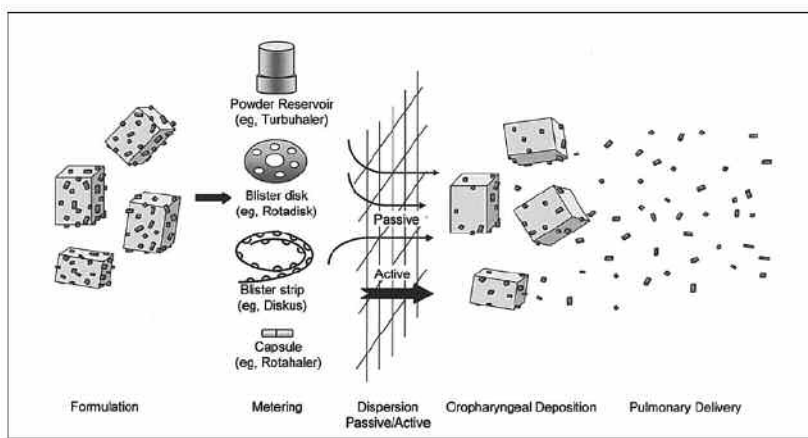 Powder Reservoir
(eg, Turbuhaler)
Blister disk
(eg, Rotadisk)
Passive
Active
Blister strip
(eg, Diskus)
Capsule
(eg, Rotahaler)
Formulation
Metering
Dispersion
Passive/Active
Oropharyngeal Deposition
Pulmonary Delivery